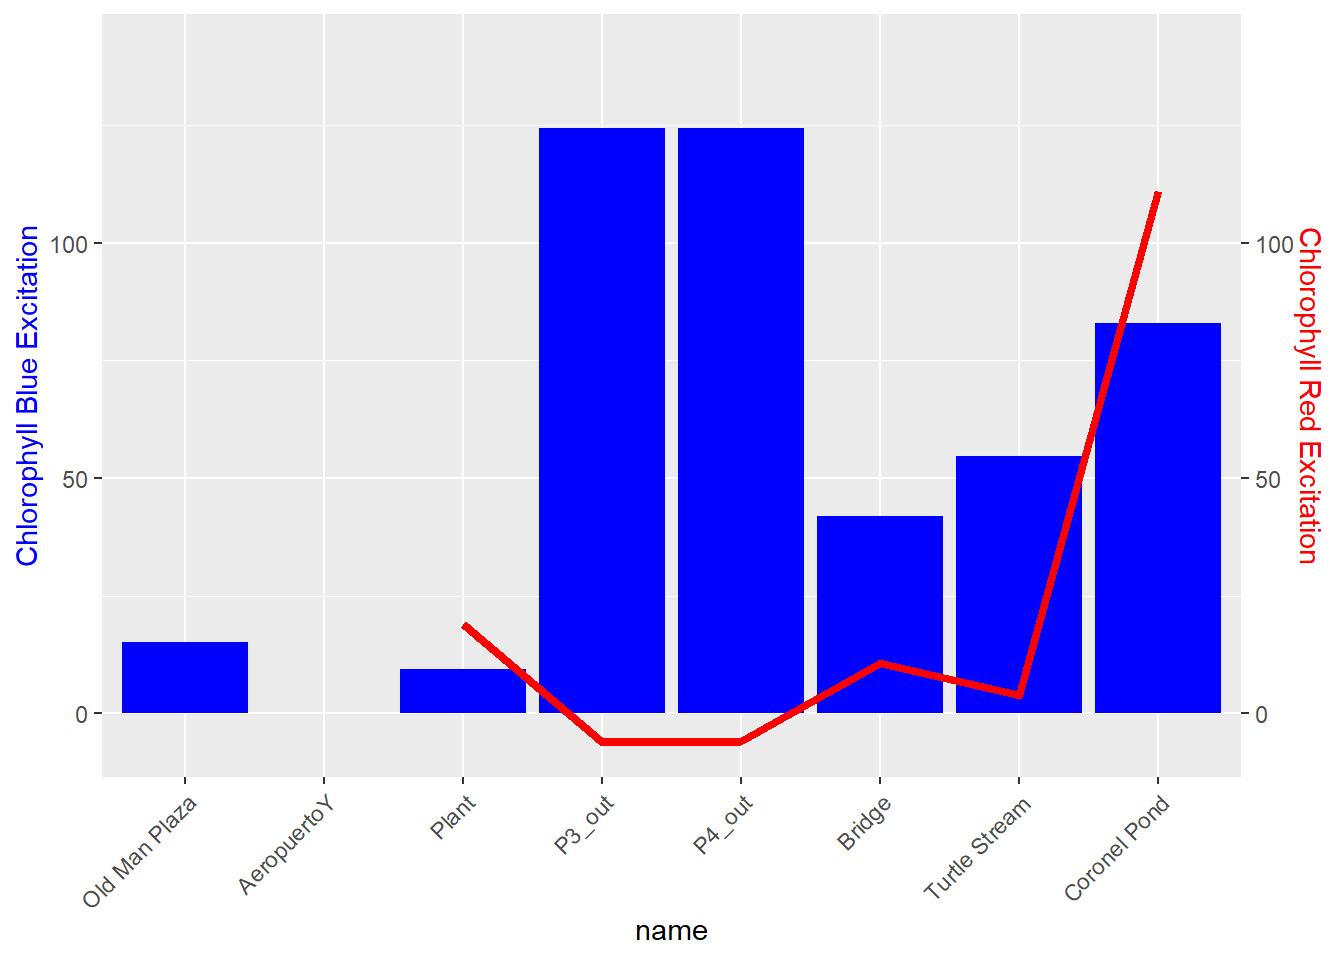 Chlorophyll Blue Excitation
100
50
0
100
50
0
Chlorophyll Red Excitation
Old Man Plaza
AeropuertoY
Plant
P3_out
P4_out
Bridge
Turtle Stream
Coronel Pond
name